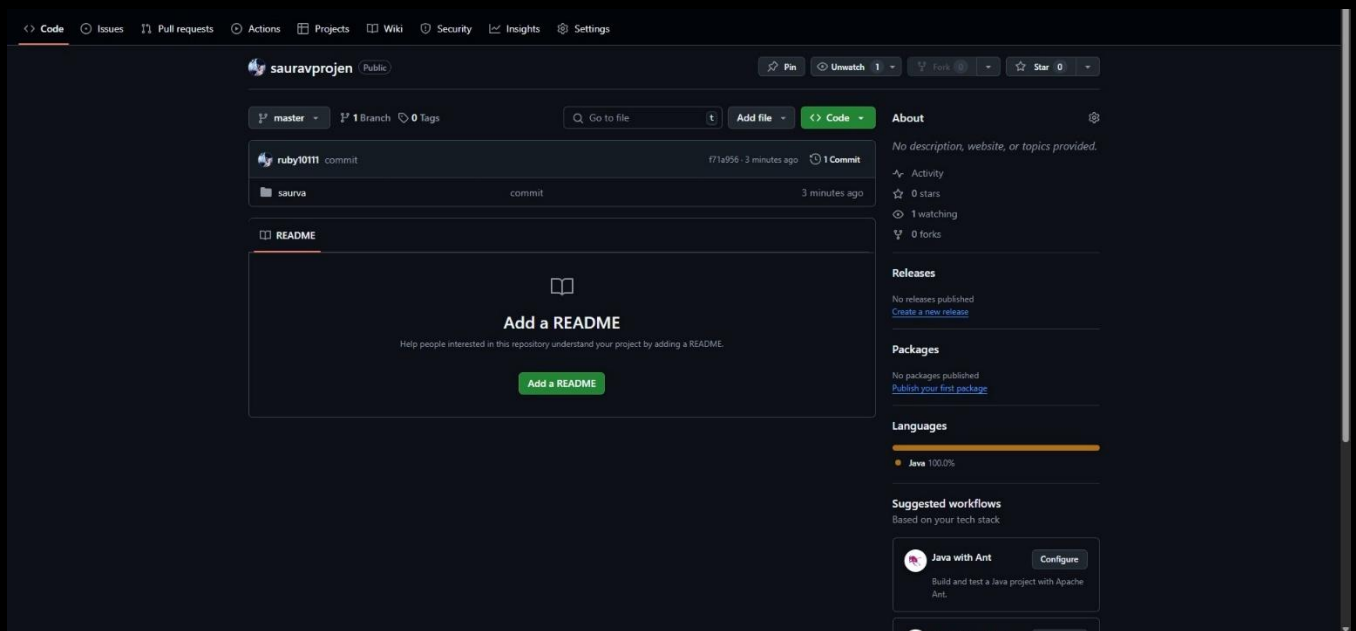 Code Issues Pull requests Actions Projects Wiki Security Insights Settings
sauravprojen Public
Pin Unwatch 1 Fork 0 Star 0
master 1 Branch 0 Tags Go to file t Add file Code
ruby10111 commit f71a956 · 3 minutes ago 1 Commit
saurva commit 3 minutes ago
README
Add a README
Help people interested in this repository understand your project by adding a README.
Add a README
About
No description, website, or topics provided.
Activity
0 stars
1 watching
0 forks
Releases
No releases published
Create a new release
Packages
No packages published
Publish your first package
Languages
Java 100.0%
Suggested workflows
Based on your tech stack
Java with Ant Configure
Build and test a Java project with Apache
Ant.